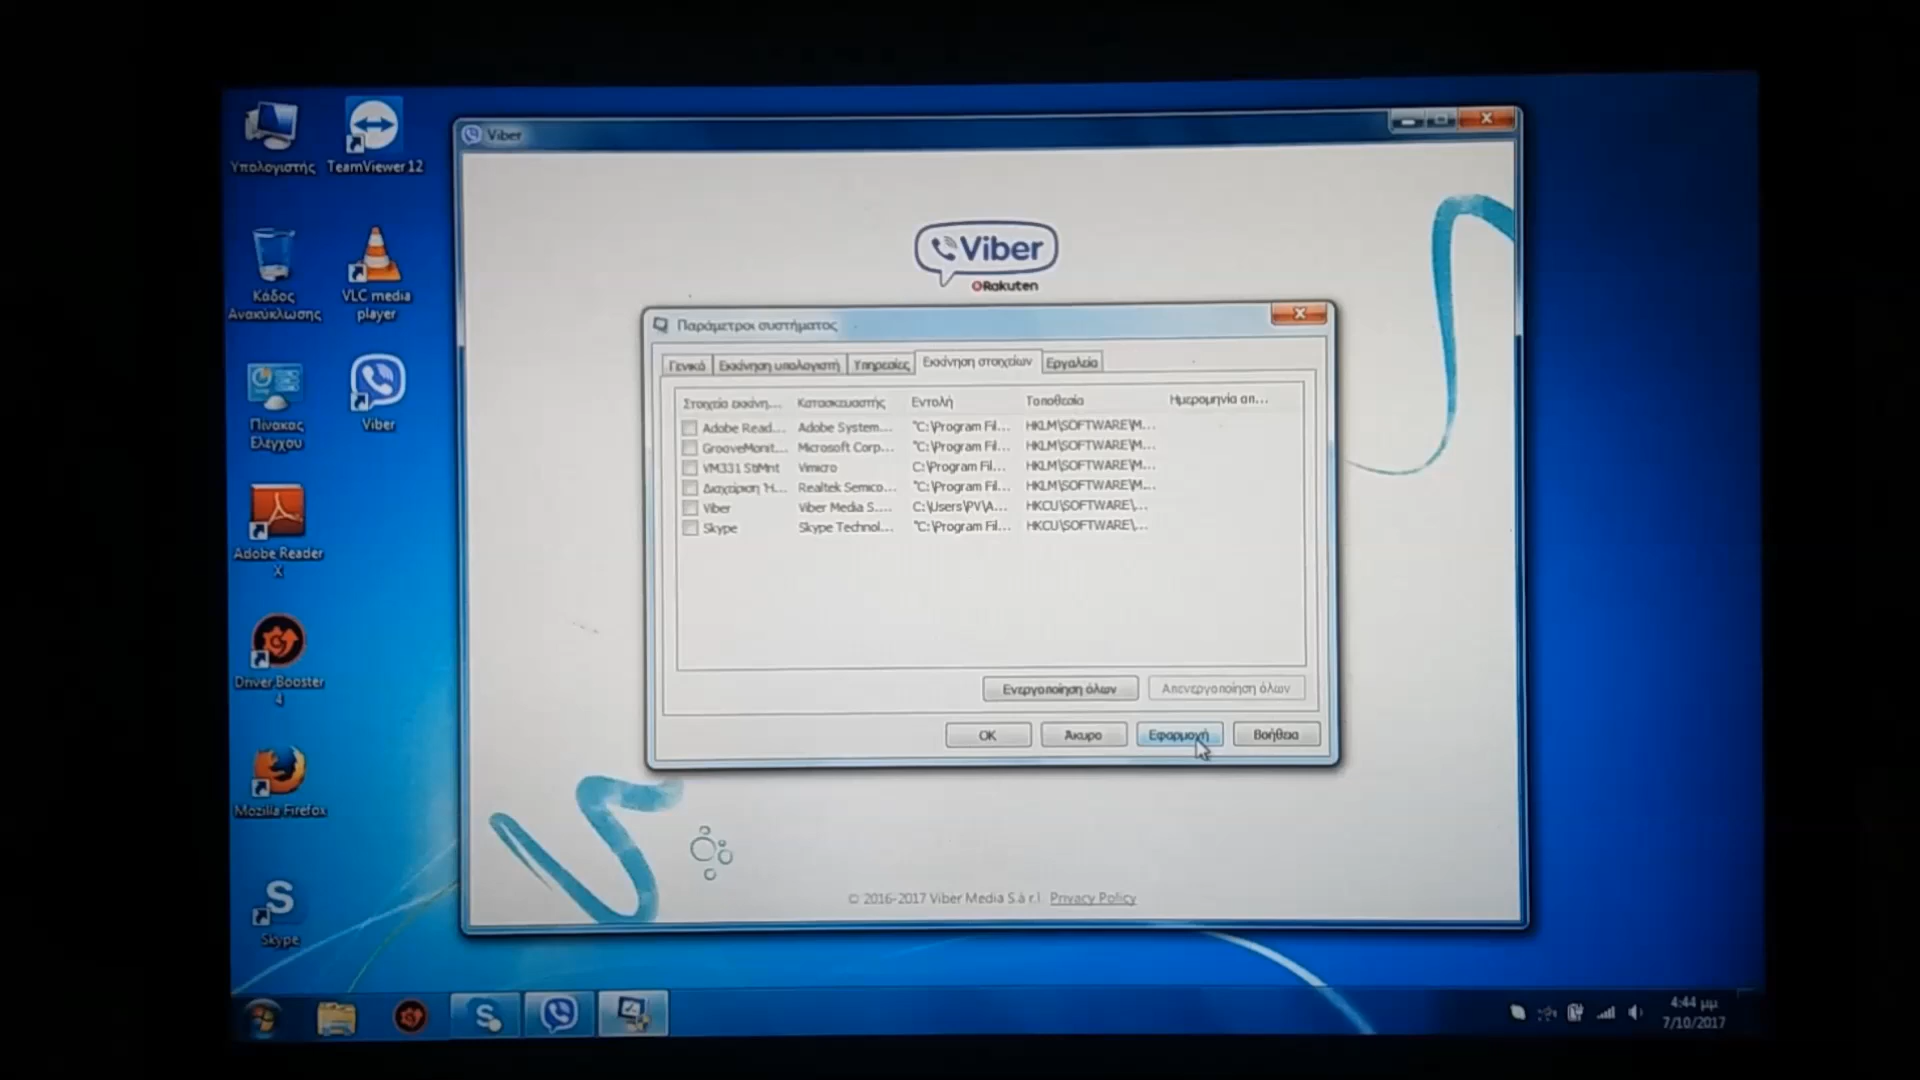 Υπολογιστής
TeamViewer 12
Κάδος
Ανακύκλωσης
VLC media
player
Πίνακας
Ελέγχου
Viber
Adobe Reader
X
Driver Booster
4
Mozilla Firefox
Skype
Viber
Viber
Rakuten
Παράμετροι συστήματος
Γενικά Εκκίνηση υπολογιστή Υπηρεσίες Εκκίνηση στοιχείων Εργαλεία
Στοιχεία εκκίνη... Κατασκευαστής Εντολή Τοποθεσία Ημερομηνία απ...
Adobe Read... Adobe System... "C:\Program Fil... HKLM\SOFTWARE\M...
GrooveMonit... Microsoft Corp... "C:\Program Fil... HKLM\SOFTWARE\M...
VM331 StiMnt Vimicro C:\Program Fil... HKLM\SOFTWARE\M...
Διαχείριση Ή... Realtek Semico... "C:\Program Fil... HKLM\SOFTWARE\M...
Viber Viber Media S.... C:\Users\PV\A... HKCU\SOFTWARE\...
Skype Skype Technol... "C:\Program Fil... HKCU\SOFTWARE\...
Ενεργοποίηση όλων Απενεργοποίηση όλων
OK Άκυρο Εφαρμογή Βοήθεια
© 2016-2017 Viber Media S.à r.l. Privacy Policy
4:44 μμ
7/10/2017